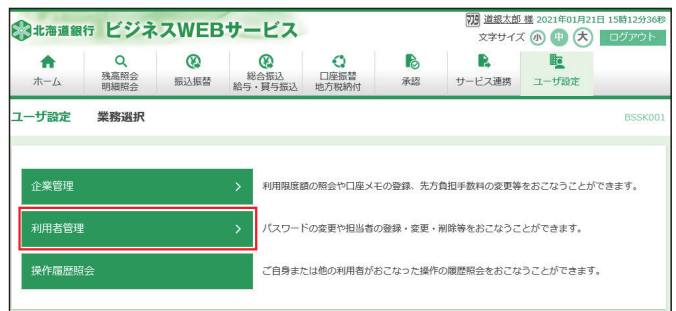 北海道銀行 ビジネスWEBサービス
道銀太郎 様 2021年01月21日 15時12分36秒
文字サイズ 小 中 大 ログアウト
ホーム
残高照会
明細照会
振込振替
総合振込
給与・賞与振込
口座振替
地方税納付
承認
サービス連携
ユーザ設定
ユーザ設定 業務選択 BSSK001
企業管理 利用限度額の照会や口座メモの登録、先方負担手数料の変更等をおこなうことができます。
利用者管理 パスワードの変更や担当者の登録・変更・削除等をおこなうことができます。
操作履歴照会 ご自身または他の利用者がおこなった操作の履歴照会をおこなうことができます。